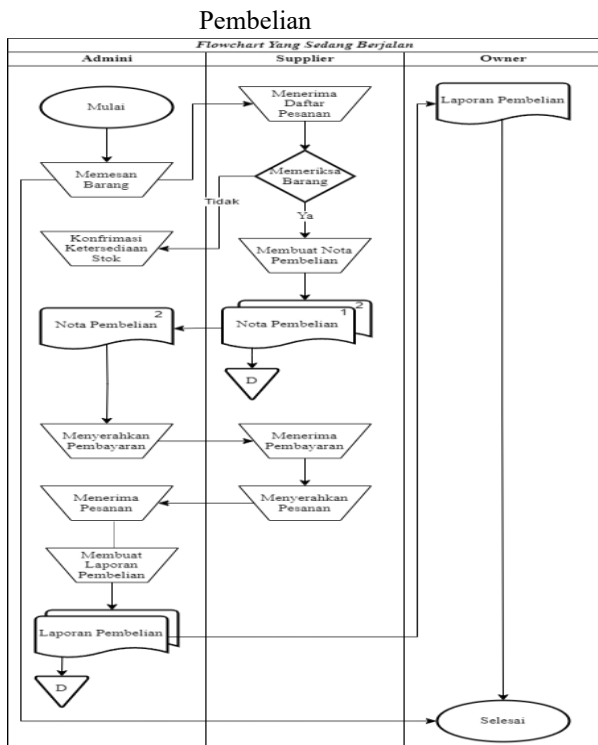 Pembelian
Flowchart Yang Sedang Berjalan
Admini
Supplier
Owner
Mulai
Menerima
Daftar
Pesanan
Laporan Pembelian
Memesan
Barang
Memeriksa
Barang
Tidak
Ya
Konfrimasi
Ketersediaan
Stok
Membuat Nota
Pembelian
2
Nota Pembelian
2
1
Nota Pembelian
D
Menyerahkan
Pembayaran
Menerima
Pembayaran
Menerima
Pesanan
Menyerahkan
Pesanan
Membuat
Laporan
Pembelian
Laporan Pembelian
D
Selesai